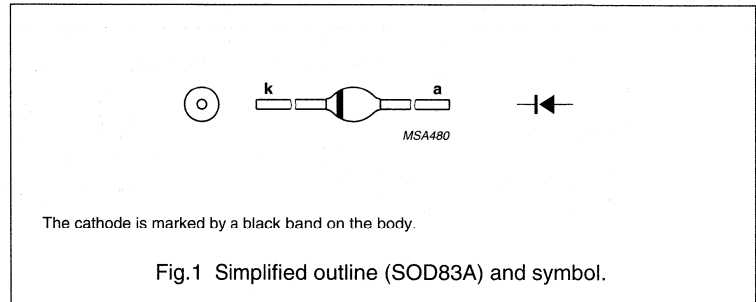 k
a
MSA480
The cathode is marked by a black band on the body.
Fig.1 Simplified outline (SOD83A) and symbol.